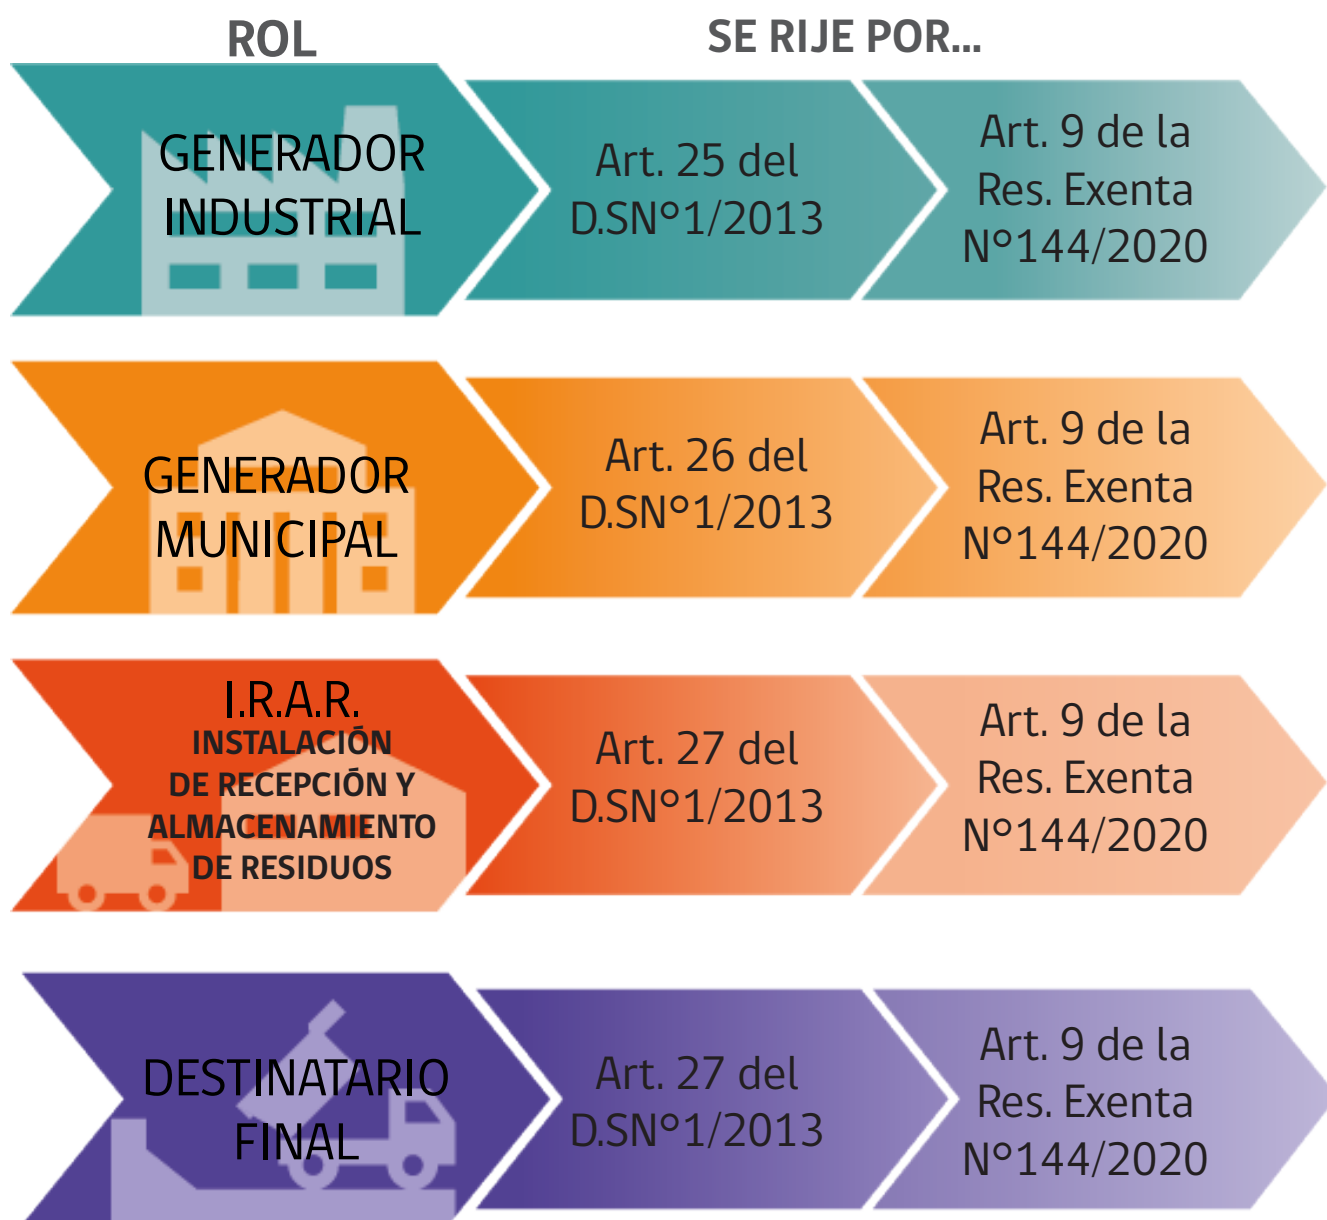 ROL
SE RIJE POR...
GENERADOR
INDUSTRIAL
Art. 25 del
D.SN°1/2013
Art. 9 de la
Res. Exenta
N°144/2020
GENERADOR
MUNICIPAL
Art. 26 del
D.SN°1/2013
Art. 9 de la
Res. Exenta
N°144/2020
I.R.A.R.
INSTALACIÓN
DE RECEPCIÓN Y
ALMACENAMIENTO
DE RESIDUOS
Art. 27 del
D.SN°1/2013
Art. 9 de la
Res. Exenta
N°144/2020
DESTINATARIO
FINAL
Art. 27 del
D.SN°1/2013
Art. 9 de la
Res. Exenta
N°144/2020